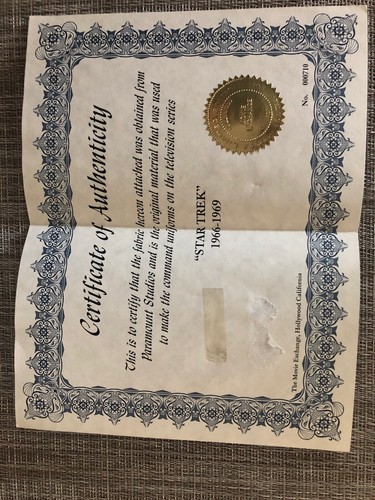 Certificate of Authenticity
This is to certify that the fabric hereon attached was obtained from
Paramount Studios and is the original material that was used
to make the command uniforms on the television series
"STAR TREK"
1966-1969
The Movie Exchange, Hollywood California
No. 000710